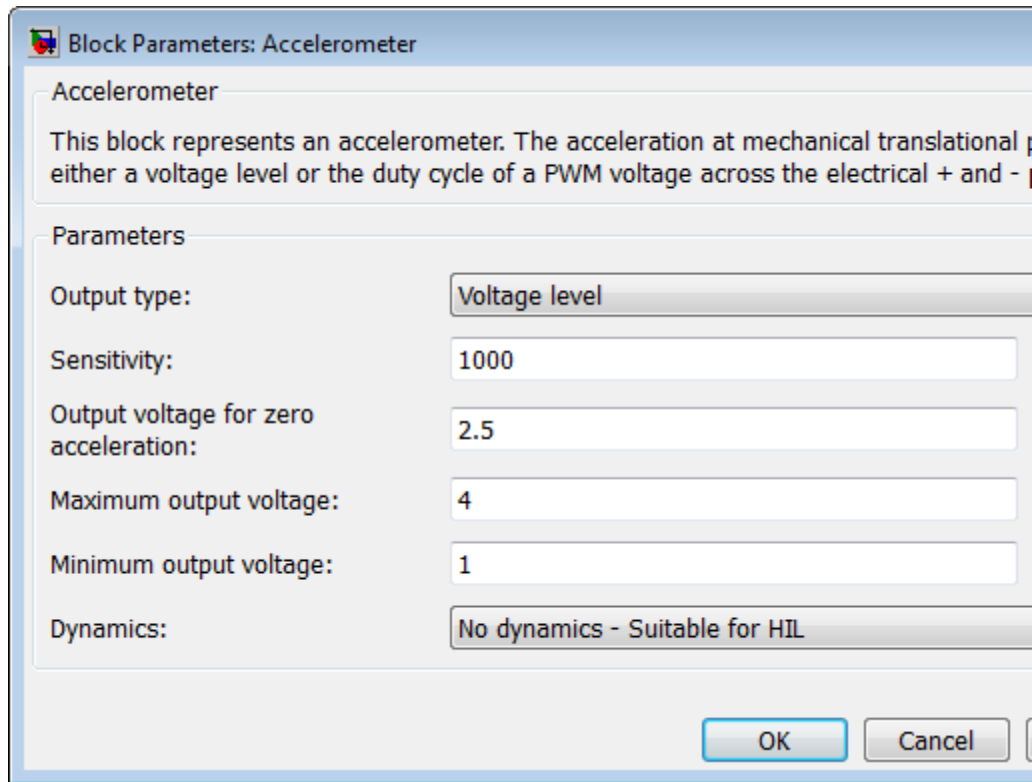 Block Parameters: Accelerometer
Accelerometer
This block represents an accelerometer. The acceleration at mechanical translational
either a voltage level or the duty cycle of a PWM voltage across the electrical + and -
Parameters
Output type:
Voltage level
Sensitivity:
1000
Output voltage for zero
acceleration:
2.5
Maximum output voltage:
4
Minimum output voltage:
1
Dynamics:
No dynamics - Suitable for HIL
OK
Cancel